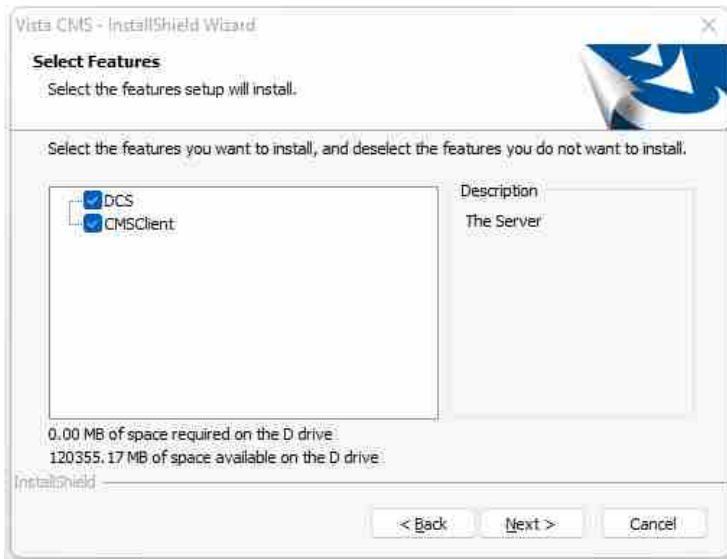 Vista CMS - InstallShield Wizard
Select Features
Select the features setup will install.
Select the features you want to install, and deselect the features you do not want to install.
DCS
CMSClient
Description
The Server
0.00 MB of space required on the D drive
120355.17 MB of space available on the D drive
InstallShield
< Back
Next >
Cancel